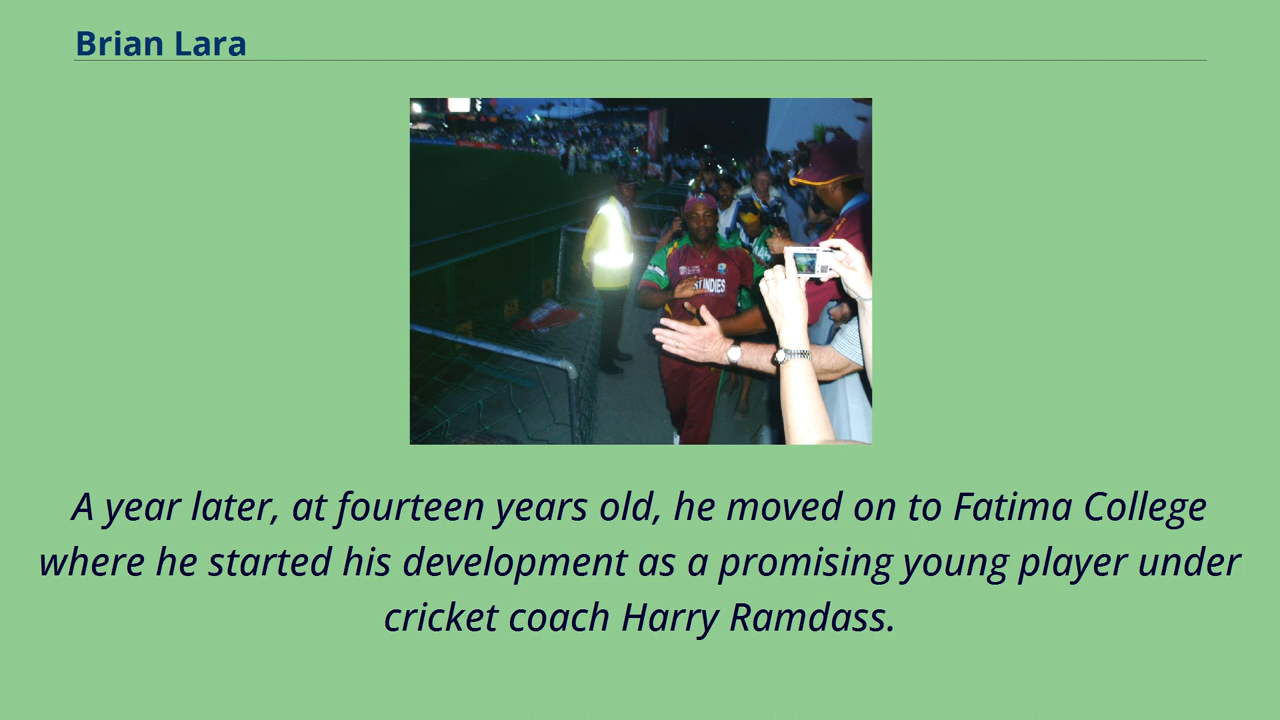 Brian Lara
INDIES
A year later, at fourteen years old, he moved on to Fatima College
where he started his development as a promising young player under
cricket coach Harry Ramdass.